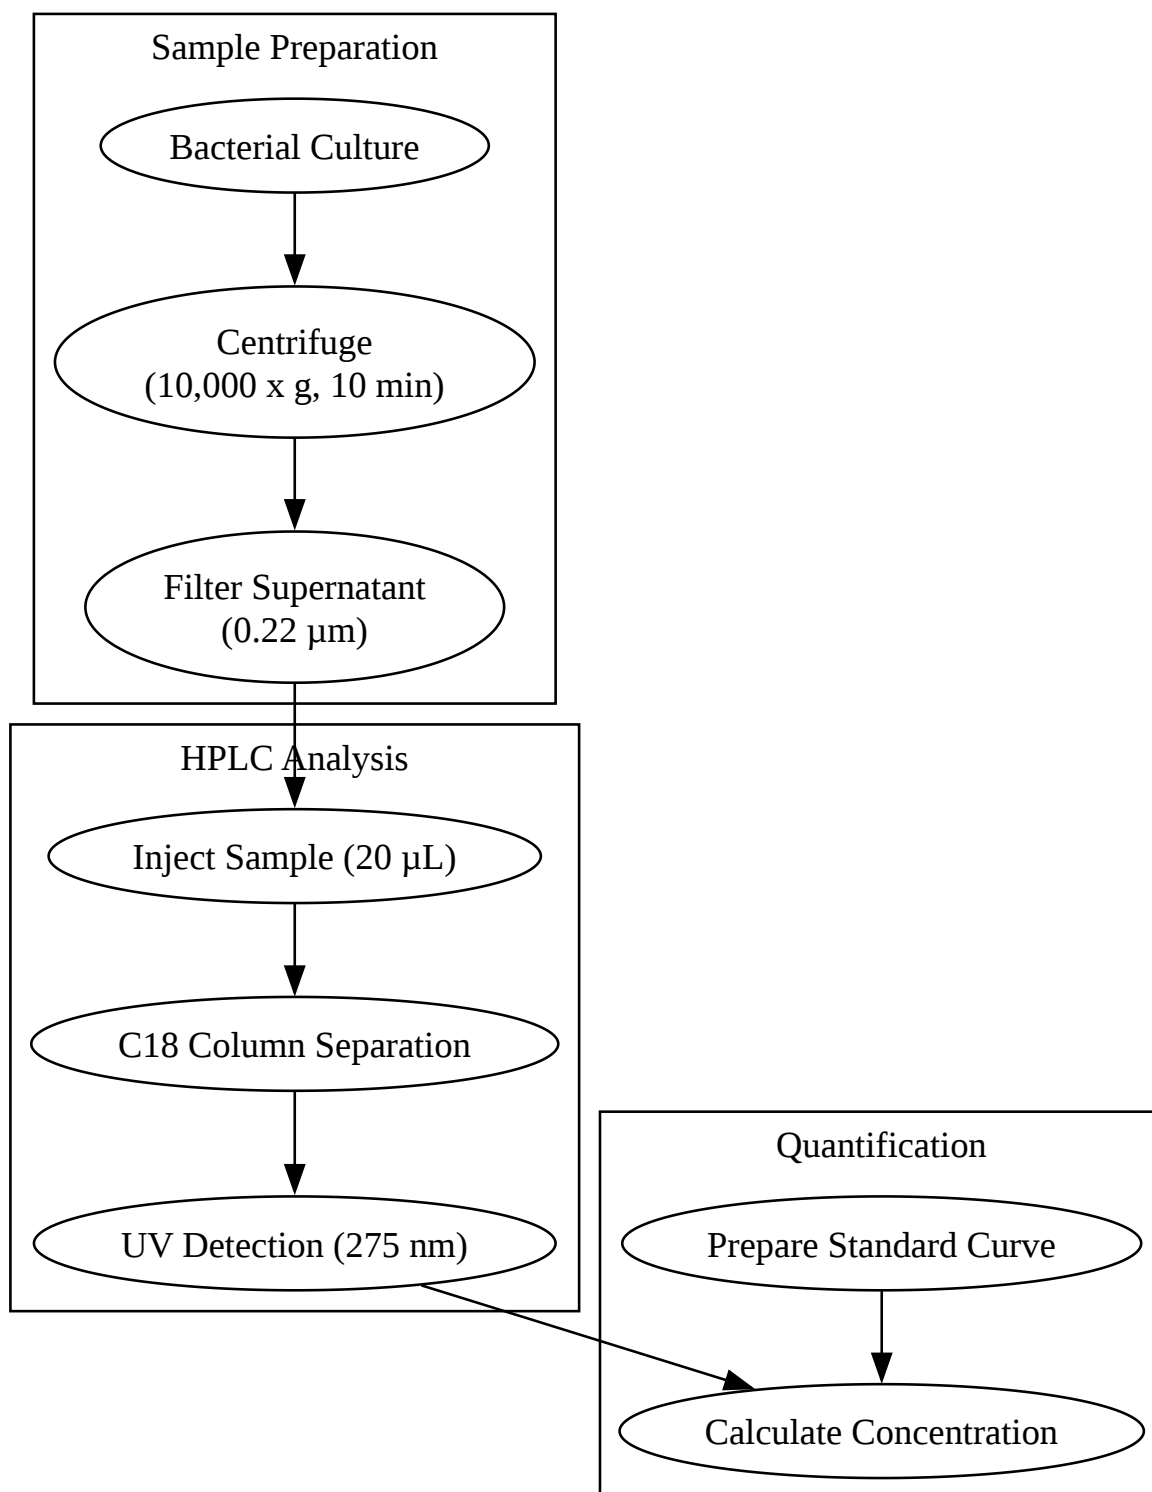 Sample Preparation
Bacterial Culture
Centrifuge
(10,000 x g, 10 min)
Filter Supernatant
(0.22 µm)
HPLC Analysis
Inject Sample (20 µL)
C18 Column Separation
UV Detection (275 nm)
Quantification
Prepare Standard Curve
Calculate Concentration